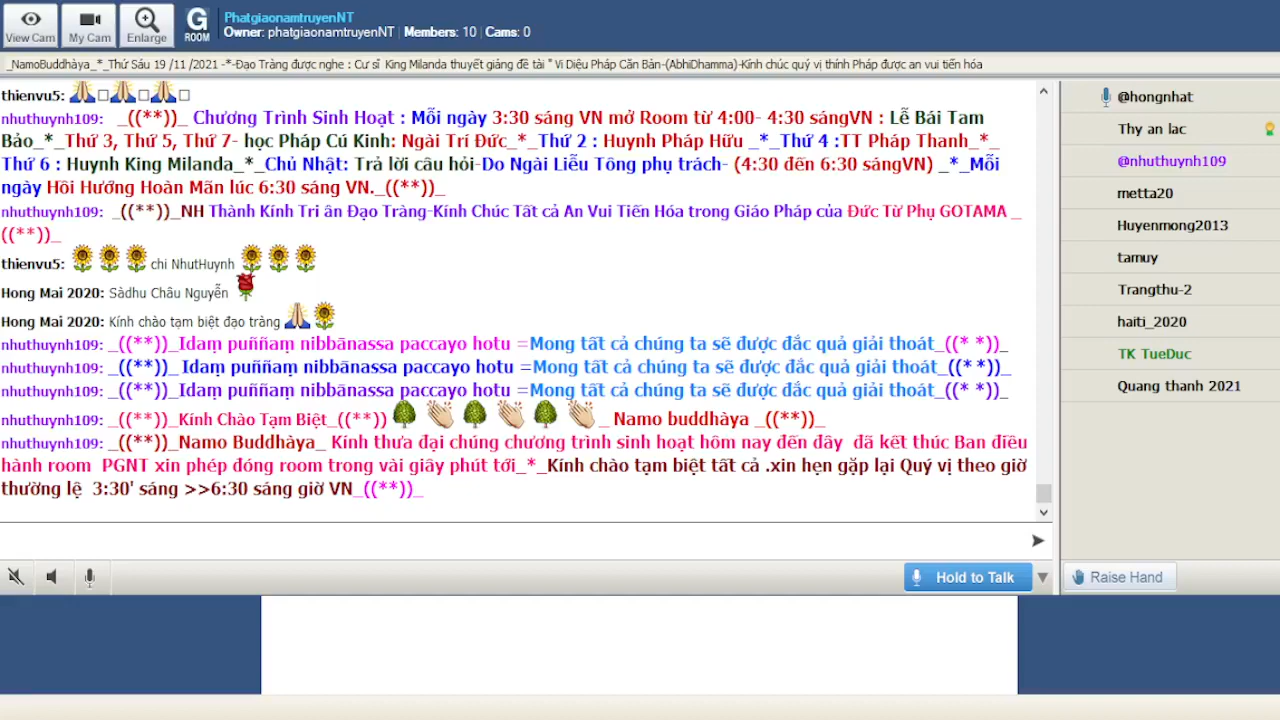 View Cam
My Cam
Enlarge
G
ROOM
PhatgiaonamtruyenNT
Owner: phatgiaonamtruyenNT | Members: 10 | Cams: 0
_NamoBuddhàya_*_Thứ Sáu 19 /11 /2021 -*-Đạo Tràng được nghe : Cư sĩ King Milanda thuyết giảng đề tài " Vi Diệu Pháp Căn Bản-(AbhiDhamma)-Kính chúc quý vị thính Pháp được an vui tiến hóa
thienvu5: 🙏□🙏□🙏□
nhuthuynh109: _((**))_ Chương Trình Sinh Hoạt : Mỗi ngày 3:30 sáng VN mở Room từ 4:00- 4:30 sángVN : Lễ Bái Tam
Bảo_*_Thứ 3, Thứ 5, Thứ 7- học Pháp Cú Kinh: Ngài Trí Đức_*_Thứ 2 : Huynh Pháp Hữu _*_Thứ 4 :TT Pháp Thanh_*_
Thứ 6 : Huynh King Milanda_*_Chủ Nhật: Trả lời câu hỏi-Do Ngài Liễu Tông phụ trách- (4:30 đến 6:30 sángVN) _*_Mỗi
ngày Hồi Hướng Hoàn Mãn lúc 6:30 sáng VN._((**))_
nhuthuynh109: _((**))_NH Thành Kính Tri ân Đạo Tràng-Kính Chúc Tất cả An Vui Tiến Hóa trong Giáo Pháp của Đức Từ Phụ GOTAMA _
((**))_
thienvu5: 🌻🌻🌻 chi NhutHuynh 🌻🌻🌻
Hong Mai 2020: Sàdhu Châu Nguyễn 🌹
Hong Mai 2020: Kính chào tạm biệt đạo tràng 🙏🌻
nhuthuynh109: _((**))_Idaṃ puññaṃ nibbānassa paccayo hotu =Mong tất cả chúng ta sẽ được đắc quả giải thoát_((* *))_
nhuthuynh109: _((**))_Idaṃ puññaṃ nibbānassa paccayo hotu =Mong tất cả chúng ta sẽ được đắc quả giải thoát_((* *))_
nhuthuynh109: _((**))_Idaṃ puññaṃ nibbānassa paccayo hotu =Mong tất cả chúng ta sẽ được đắc quả giải thoát_((* *))_
nhuthuynh109: _((**))_Kính Chào Tạm Biệt_((**)) 🌳👏🌳👏🌳👏_ Namo buddhàya _((**))_
nhuthuynh109: _((**))_Namo Buddhàya_ Kính thưa đại chúng chương trình sinh hoạt hôm nay đến đây đã kết thúc Ban điều
hành room PGNT xin phép đóng room trong vài giây phút tới_*_Kính chào tạm biệt tất cả .xin hẹn gặp lại Quý vị theo giờ
thường lệ 3:30' sáng >>6:30 sáng giờ VN_((**))_
@hongnhat
Thy an lac
@nhuthuynh109
metta20
Huyenmong2013
tamuy
Trangthu-2
haiti_2020
TK TueDuc
Quang thanh 2021
Hold to Talk
Raise Hand